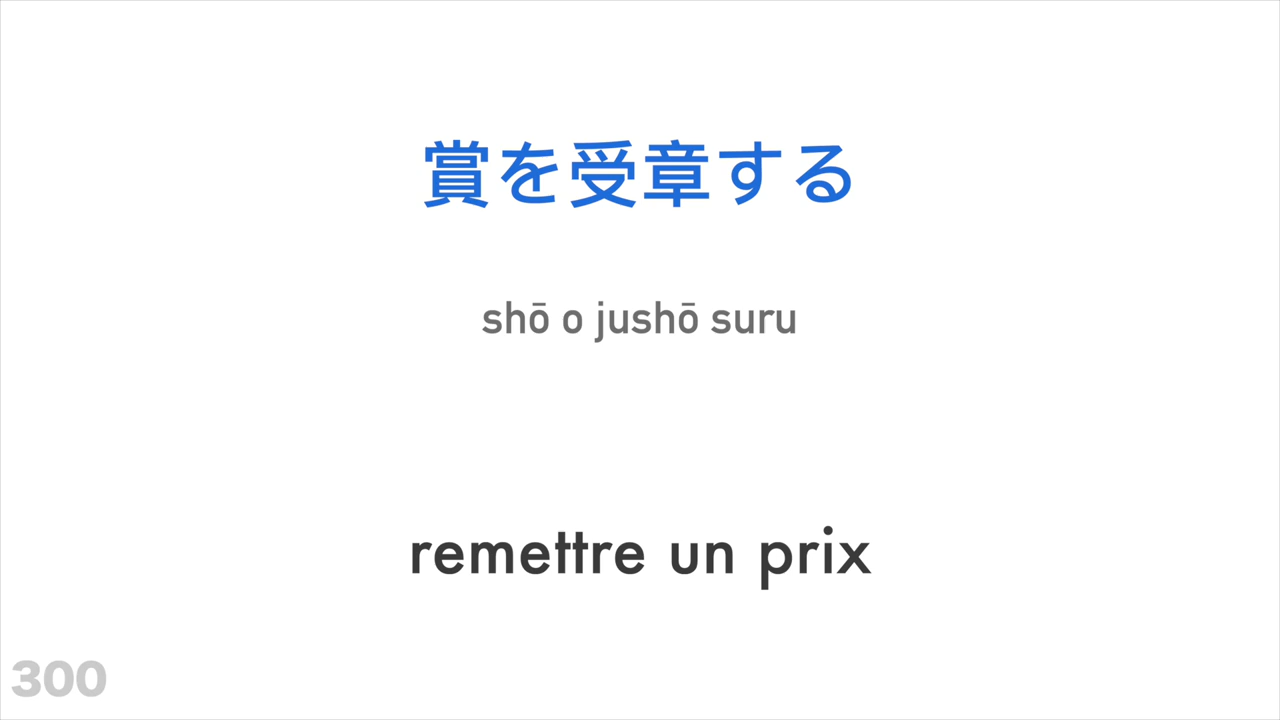 賞を受章する
shō o jushō suru
remettre un prix
300